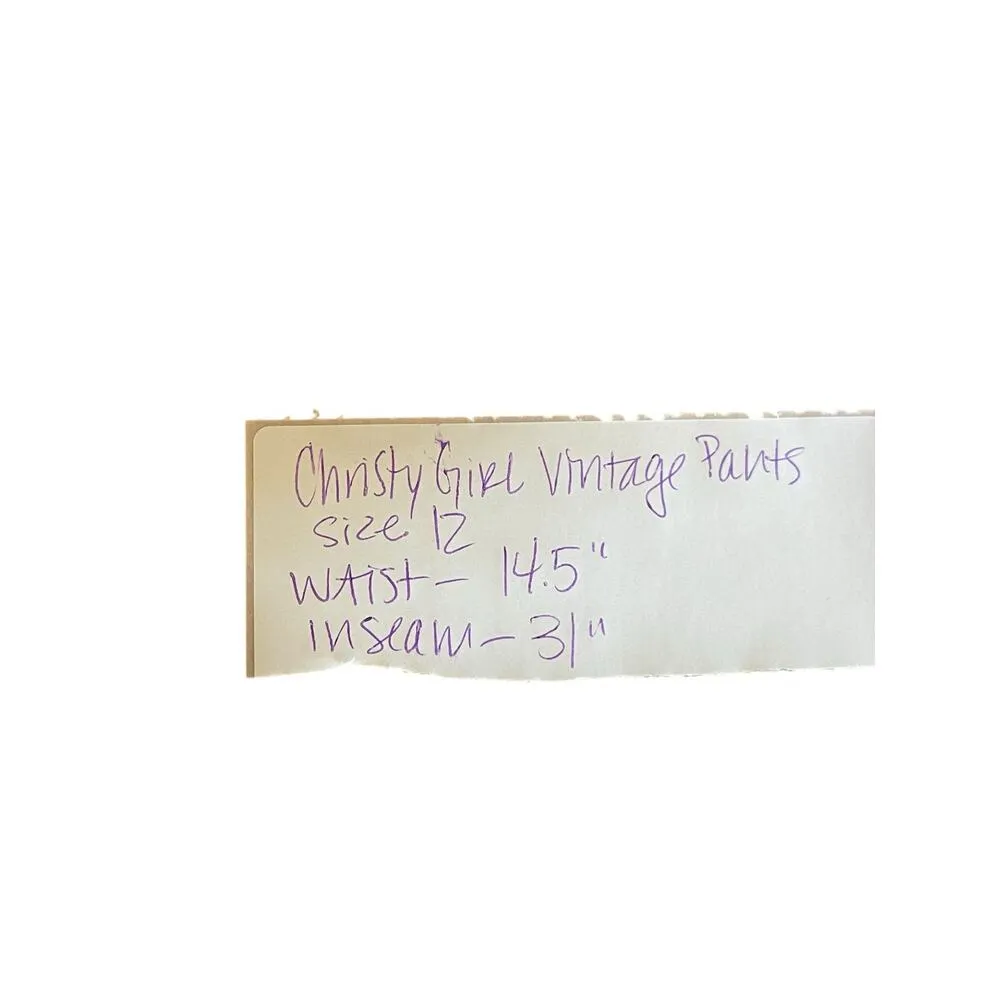 Christy Girl Vintage Pants
size 12
WAist- 14.5"
inseam- 31"